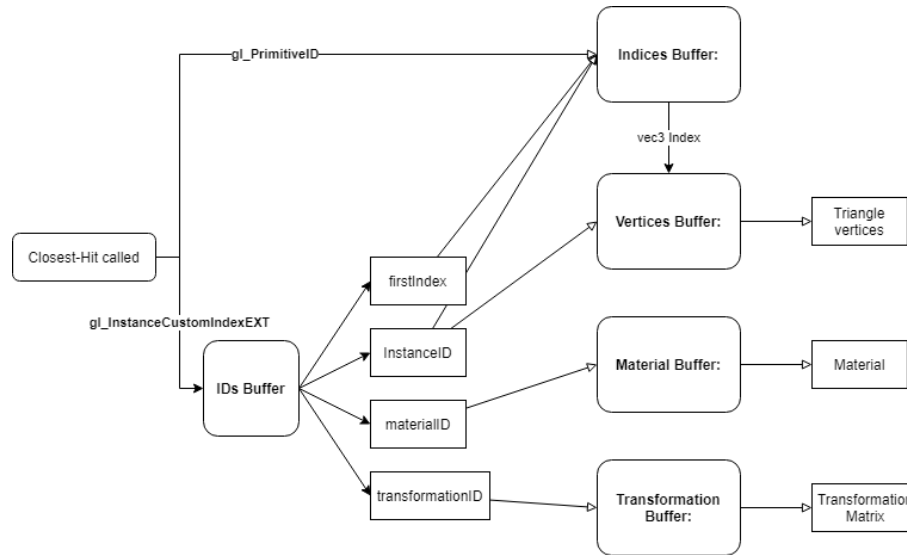 gl_PrimitiveID
Indices Buffer:
vec3 Index
Vertices Buffer:
Triangle
vertices
Closest-Hit called
firstIndex
gl_InstanceCustomIndexEXT
InstanceID
IDs Buffer
Material Buffer:
Material
materialID
transformationID
Transformation
Buffer:
Transformation
Matrix